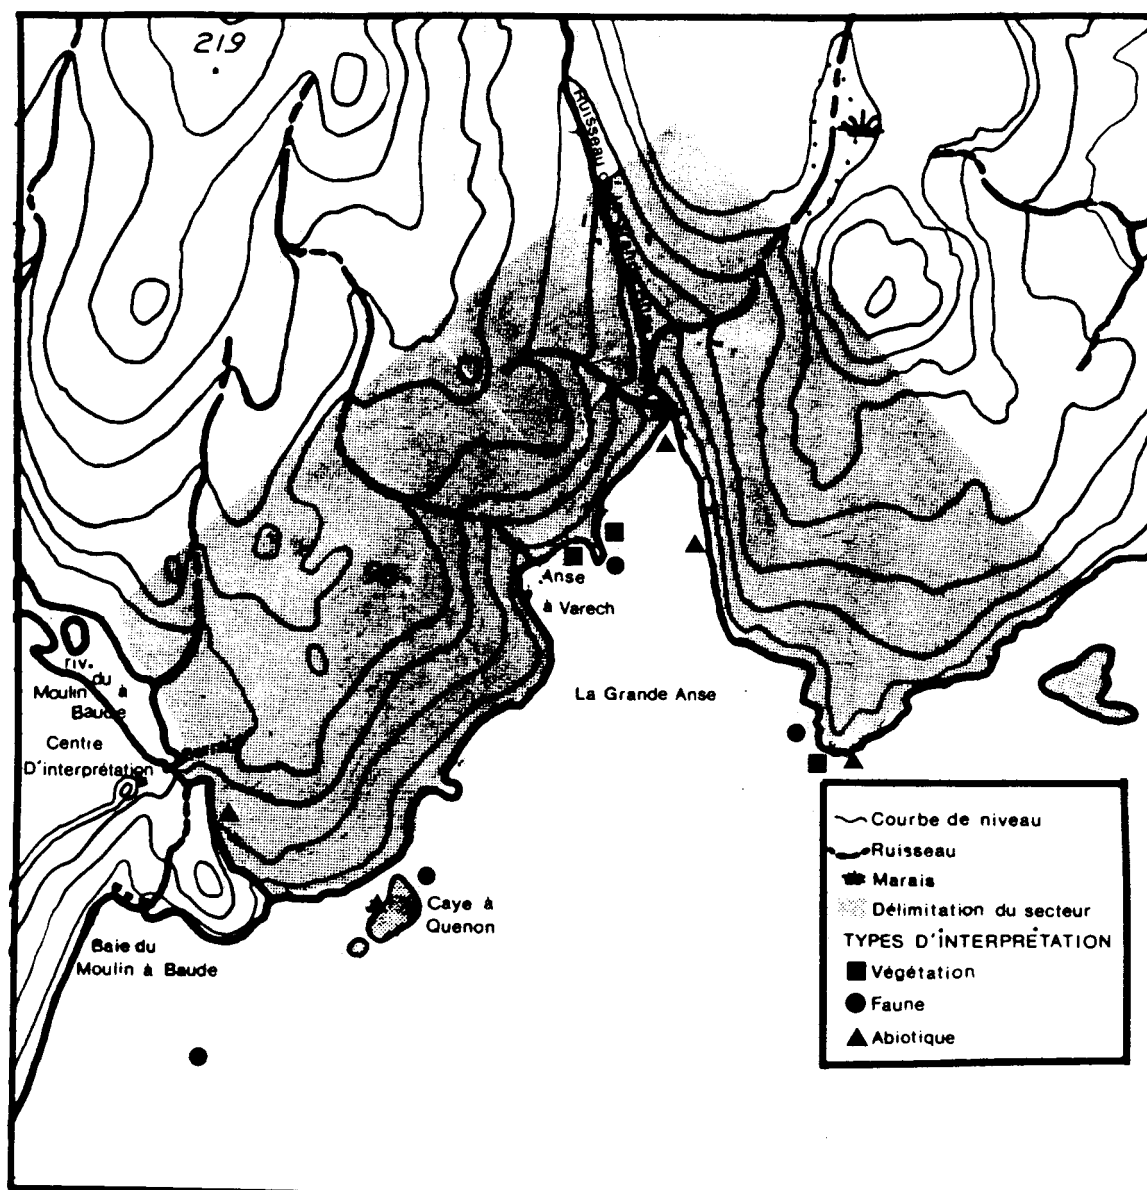 219
Ruisseau
Anse
à Varech
La Grande Anse
riv.
du
Moulin à
Baude
Centre
D'interprétation
Caye à
Quenon
Baie du
Moulin à Baude
Courbe de niveau
Ruisseau
Marais
Délimitation du secteur
TYPES D'INTERPRÉTATION
Végétation
Faune
Abiotique